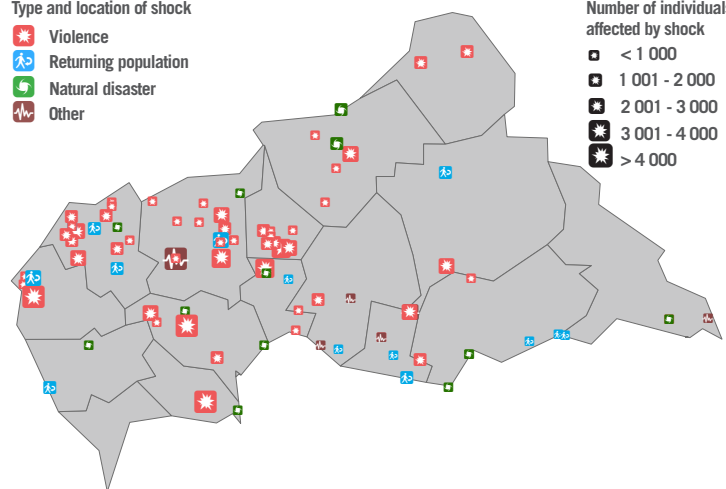 Type and location of shock
Violence
Returning population
Natural disaster
Other
Number of individual
affected by shock
< 1 000
1 001 - 2 000
2 001 - 3 000
3 001 - 4 000
> 4 000